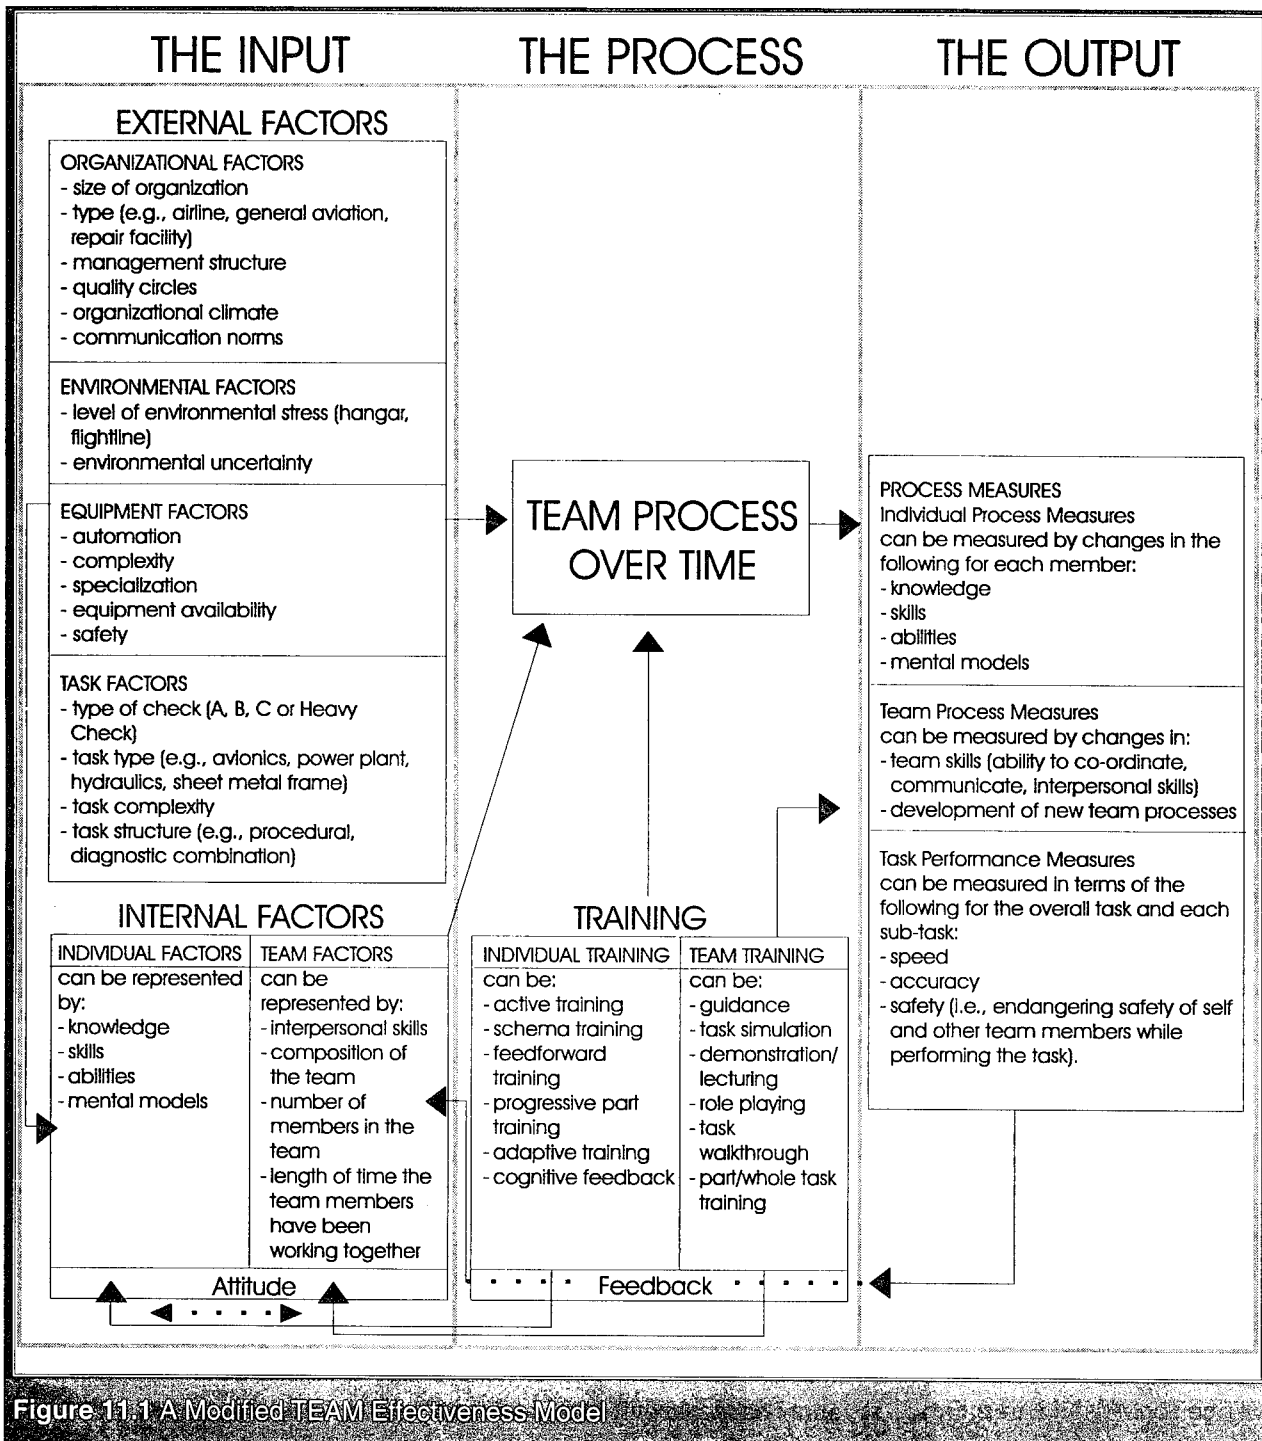 THE INPUT
THE PROCESS
THE OUTPUT
EXTERNAL FACTORS
ORGANIZATIONAL FACTORS
- size of organization
- type (e.g., airline, general aviation,
repair facility)
- management structure
- quality circles
- organizational climate
- communication norms
ENVIRONMENTAL FACTORS
- level of environmental stress (hangar,
flightline)
- environmental uncertainty
EQUIPMENT FACTORS
- automation
- complexity
- specialization
- equipment availability
- safety
TASK FACTORS
- type of check (A, B, C or Heavy
Check)
- task type (e.g., avionics, power plant,
hydraulics, sheet metal frame)
- task complexity
- task structure (e.g., procedural,
diagnostic combination)
INTERNAL FACTORS
INDIVIDUAL FACTORS
can be represented
by:
- knowledge
- skills
- abilities
- mental models
TEAM FACTORS
can be
represented by:
- interpersonal skills
- composition of
the team
- number of
members in the
team
- length of time the
team members
have been
working together
Attitude
TEAM PROCESS
OVER TIME
TRAINING
INDIVIDUAL TRAINING
can be:
- active training
- schema training
- feedforward
training
- progressive part
training
- adaptive training
- cognitive feedback
TEAM TRAINING
can be:
- guidance
- task simulation
- demonstration/
lecturing
- role playing
- task
walkthrough
- part/whole task
training
Feedback
PROCESS MEASURES
Individual Process Measures
can be measured by changes in the
following for each member:
- knowledge
- skills
- abilities
- mental models
Team Process Measures
can be measured by changes in:
- team skills (ability to co-ordinate,
communicate, interpersonal skills)
- development of new team processes
Task Performance Measures
can be measured in terms of the
following for the overall task and each
sub-task:
- speed
- accuracy
- safety (i.e., endangering safety of self
and other team members while
performing the task).
Figure 11.1 A Modified TEAM Effectiveness Model